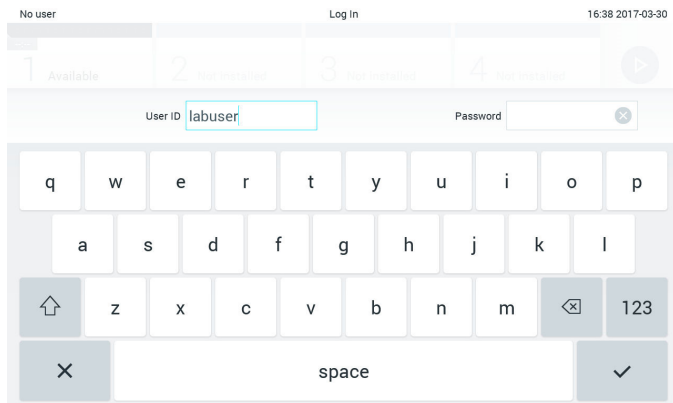 No user Log In 16:38 2017-03-30
1 Available 2 Not installed 3 Not installed 4 Not installed
User ID labuser Password
q w e r t y u i o p
a s d f g h j k l
z x c v b n m 123
space